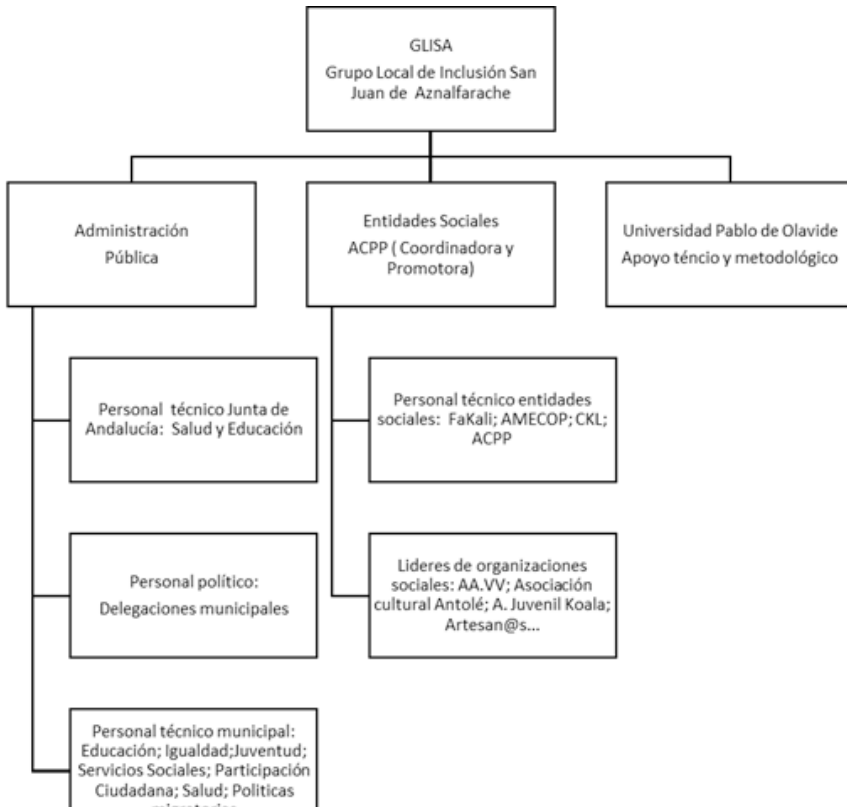 GLISA
Grupo Local de Inclusión San
Juan de Aznalfarache
Administración
Pública
Entidades Sociales
ACPP ( Coordinadora y
Promotora)
Universidad Pablo de Olavide
Apoyo téncio y metodológico
Personal técnico Junta de
Andalucía: Salud y Educación
Personal técnico entidades
sociales: FaKali; AMECOP; CKL;
ACPP
Personal político:
Delegaciones municipales
Lideres de organizaciones
sociales: AA.VV; Asociación
cultural Antolé; A. Juvenil Koala;
Artesan@s...
Personal técnico municipal:
Educación; Igualdad;Juventud;
Servicios Sociales; Participación
Ciudadana; Salud; Politicas